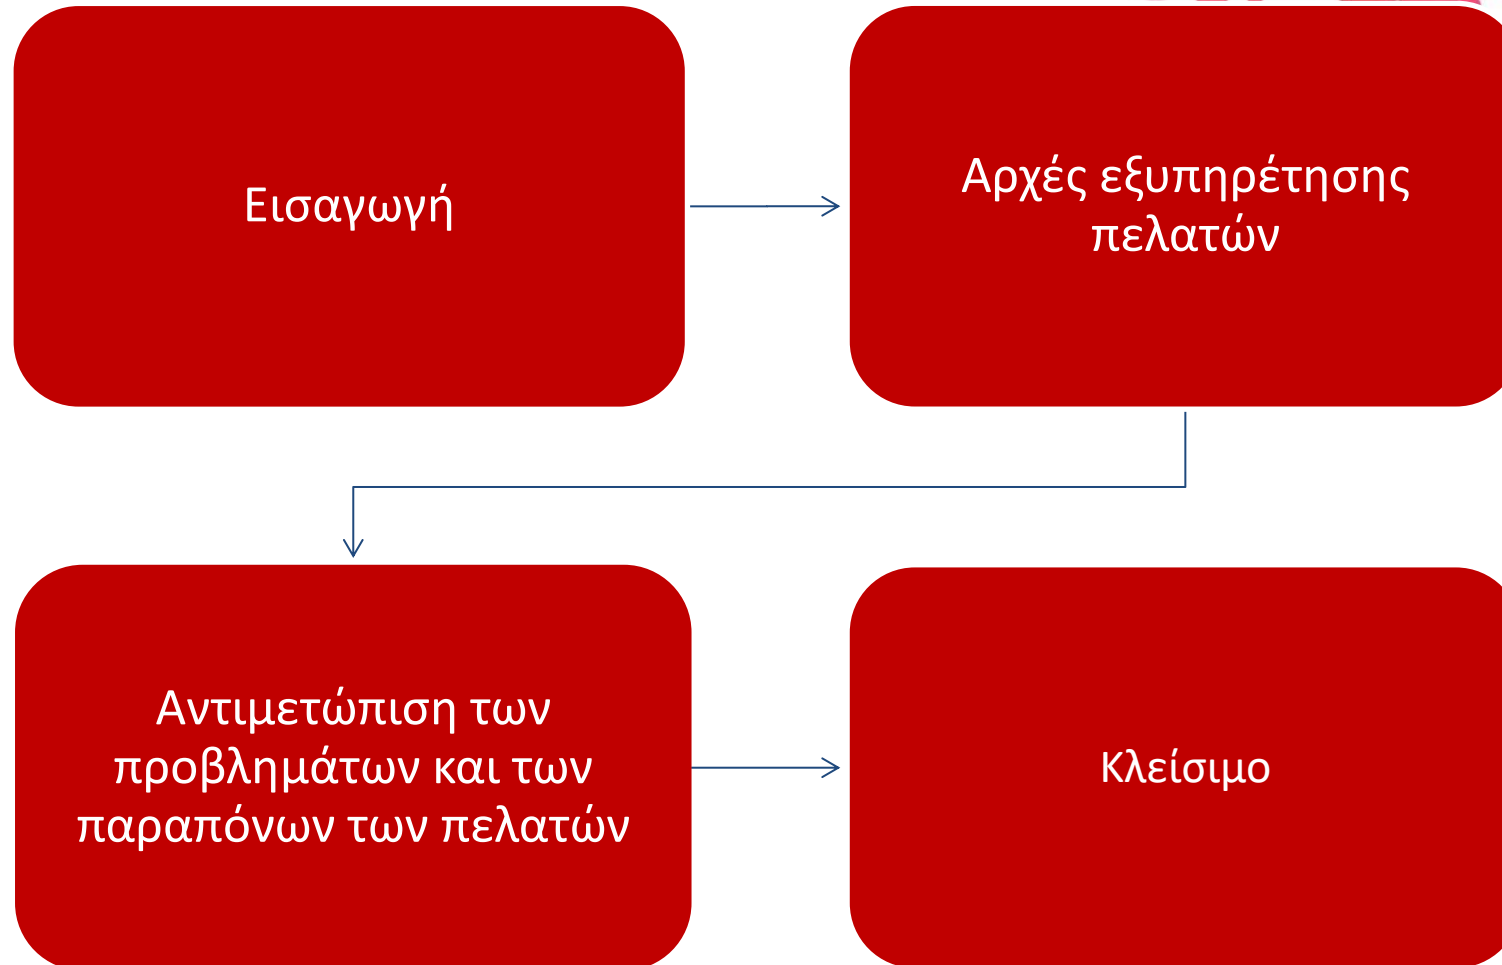 Εισαγωγή
Αρχές εξυπηρέτησης
πελατών
Αντιμετώπιση των
προβλημάτων και των
παραπόνων των πελατών
Κλείσιμο